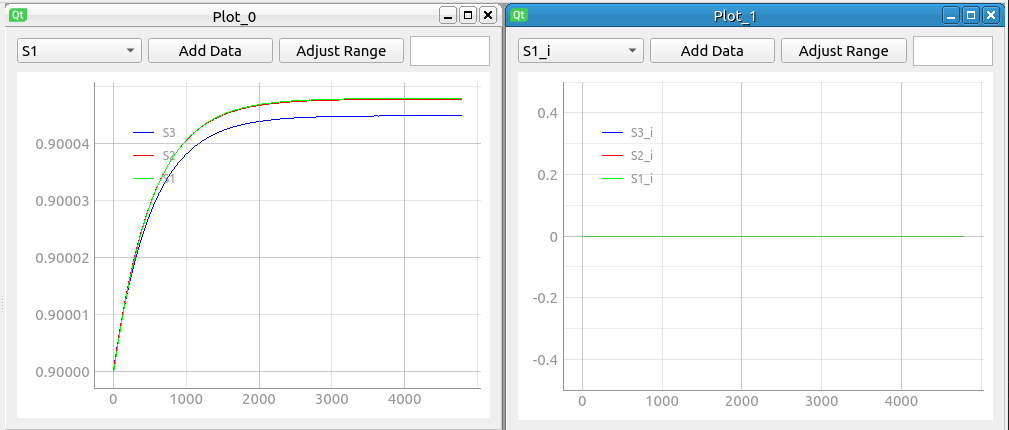 Qt Plot_0
S1 Add Data Adjust Range
0.90004
0.90003
0.90002
0.90001
0.90000
S3
S2
S1
0 1000 2000 3000 4000
Qt Plot_1
S1_i Add Data Adjust Range
0.4
0.2
0
-0.2
-0.4
S3_i
S2_i
S1_i
0 1000 2000 3000 4000